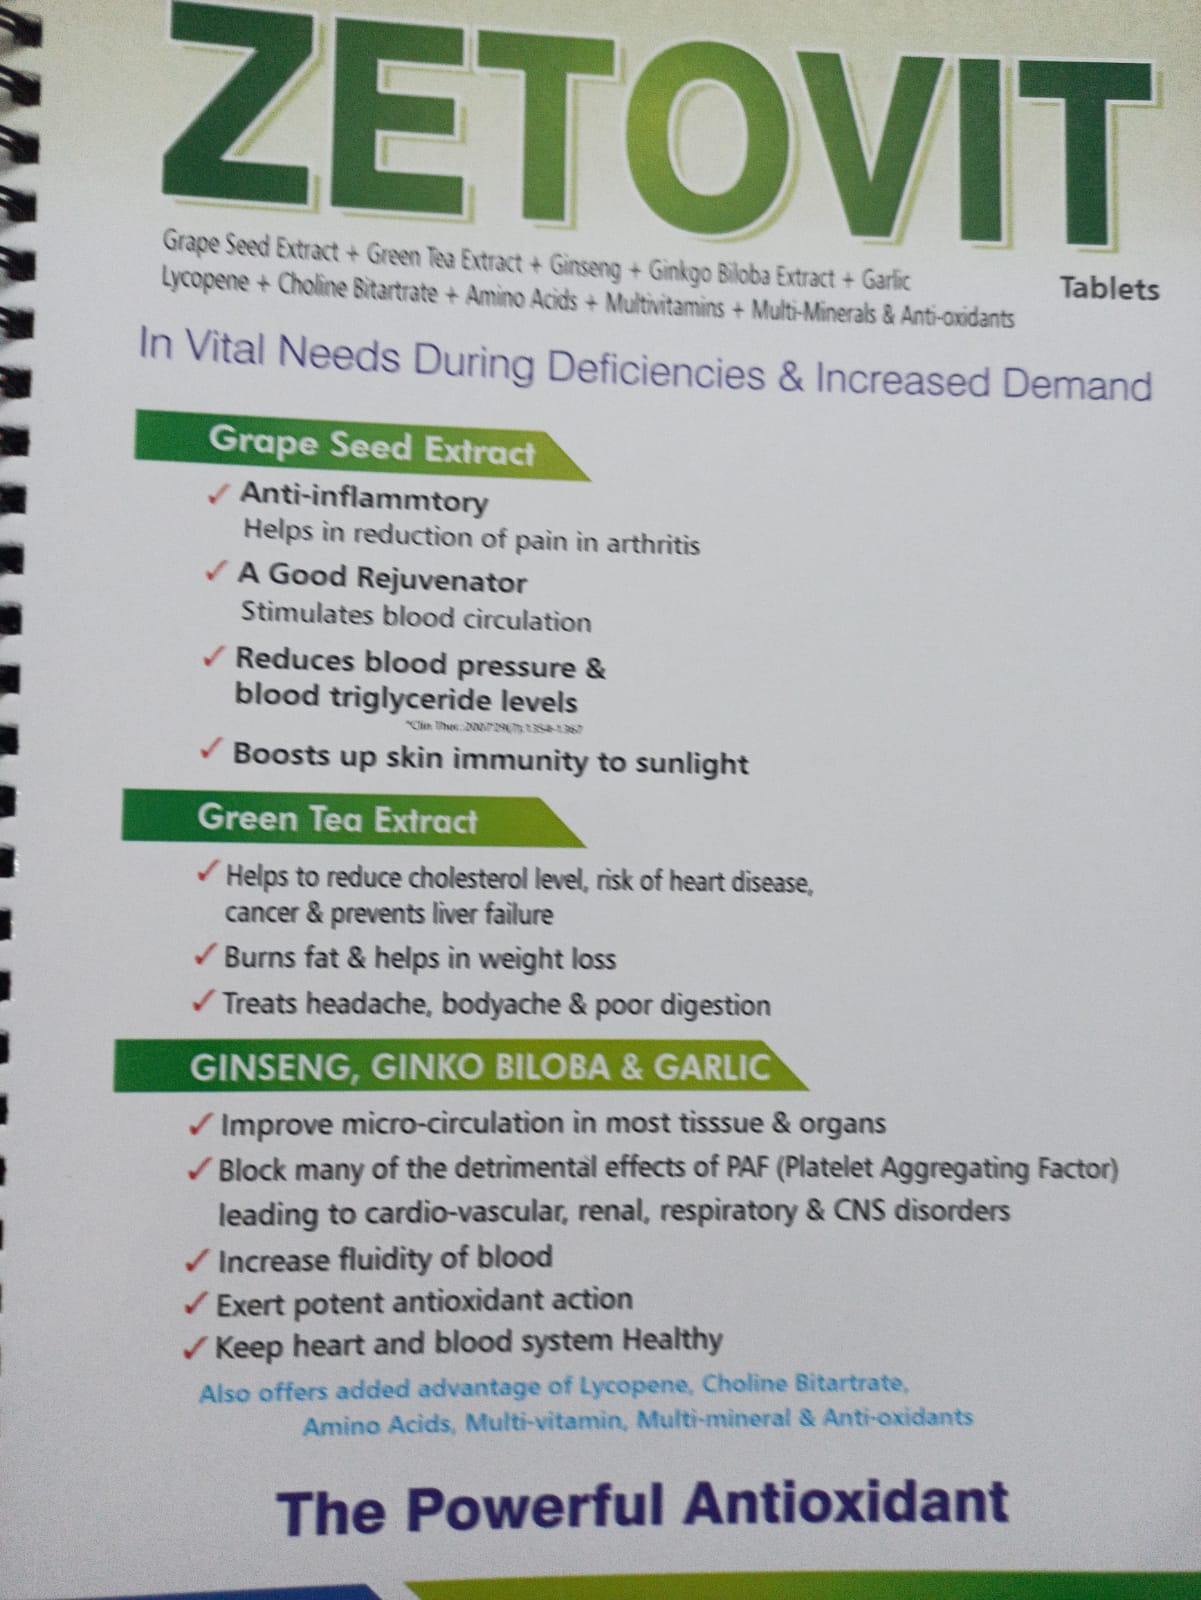 ZETOVIT
Grape Seed Extract + Green Tea Extract + Ginseng + Ginkgo Biloba Extract + Garlic
Lycopene + Choline Bitartrate + Amino Acids + Multivitamins + Multi-Minerals & Anti-oxidants
Tablets
In Vital Needs During Deficiencies & Increased Demand
Grape Seed Extract
✓ Anti-inflammtory
Helps in reduction of pain in arthritis
✓ A Good Rejuvenator
Stimulates blood circulation
✓ Reduces blood pressure &
blood triglyceride levels
*Clin Ther. 2007 29(7):1354-1367
✓ Boosts up skin immunity to sunlight
Green Tea Extract
✓ Helps to reduce cholesterol level, risk of heart disease,
cancer & prevents liver failure
✓ Burns fat & helps in weight loss
✓ Treats headache, bodyache & poor digestion
GINSENG, GINKO BILOBA & GARLIC
✓ Improve micro-circulation in most tisssue & organs
✓ Block many of the detrimental effects of PAF (Platelet Aggregating Factor)
leading to cardio-vascular, renal, respiratory & CNS disorders
✓ Increase fluidity of blood
✓ Exert potent antioxidant action
✓ Keep heart and blood system Healthy
Also offers added advantage of Lycopene, Choline Bitartrate,
Amino Acids, Multi-vitamin, Multi-mineral & Anti-oxidants
The Powerful Antioxidant